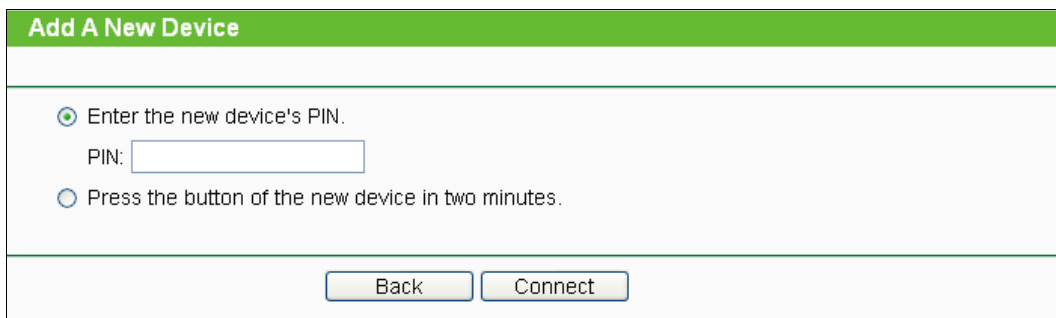 Add A New Device
Enter the new device's PIN.
PIN:
Press the button of the new device in two minutes.
Back Connect